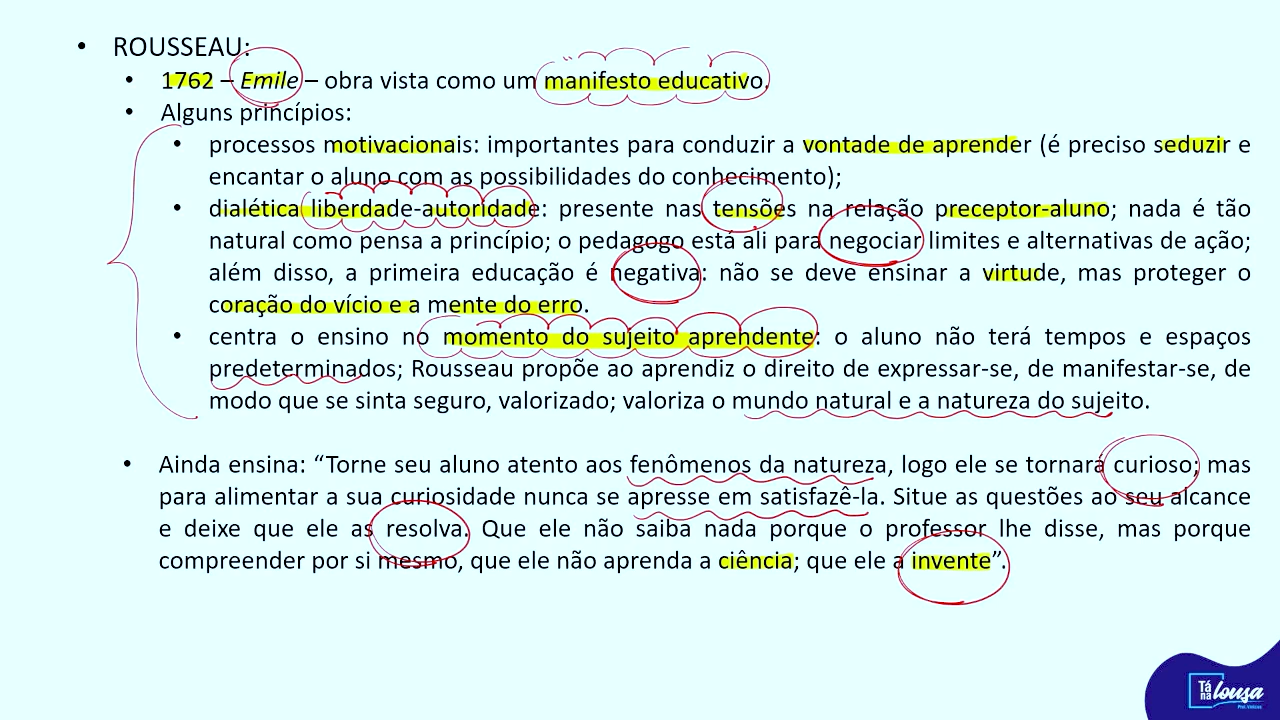 • ROUSSEAU:
• 1762 – Emile – obra vista como um manifesto educativo.
• Alguns princípios:
• processos motivacionais: importantes para conduzir a vontade de aprender (é preciso seduzir e
encantar o aluno com as possibilidades do conhecimento);
• dialética liberdade-autoridade: presente nas tensões na relação preceptor-aluno; nada é tão
natural como pensa a princípio; o pedagogo está ali para negociar limites e alternativas de ação;
além disso, a primeira educação é negativa: não se deve ensinar a virtude, mas proteger o
coração do vício e a mente do erro.
• centra o ensino no momento do sujeito aprendente: o aluno não terá tempos e espaços
predeterminados; Rousseau propõe ao aprendiz o direito de expressar-se, de manifestar-se, de
modo que se sinta seguro, valorizado; valoriza o mundo natural e a natureza do sujeito.
• Ainda ensina: “Torne seu aluno atento aos fenômenos da natureza, logo ele se tornará curioso; mas
para alimentar a sua curiosidade nunca se apresse em satisfazê-la. Situe as questões ao seu alcance
e deixe que ele as resolva. Que ele não saiba nada porque o professor lhe disse, mas porque
compreender por si mesmo, que ele não aprenda a ciência; que ele a invente”.
Tá
na lousa
Prof. Vinícius